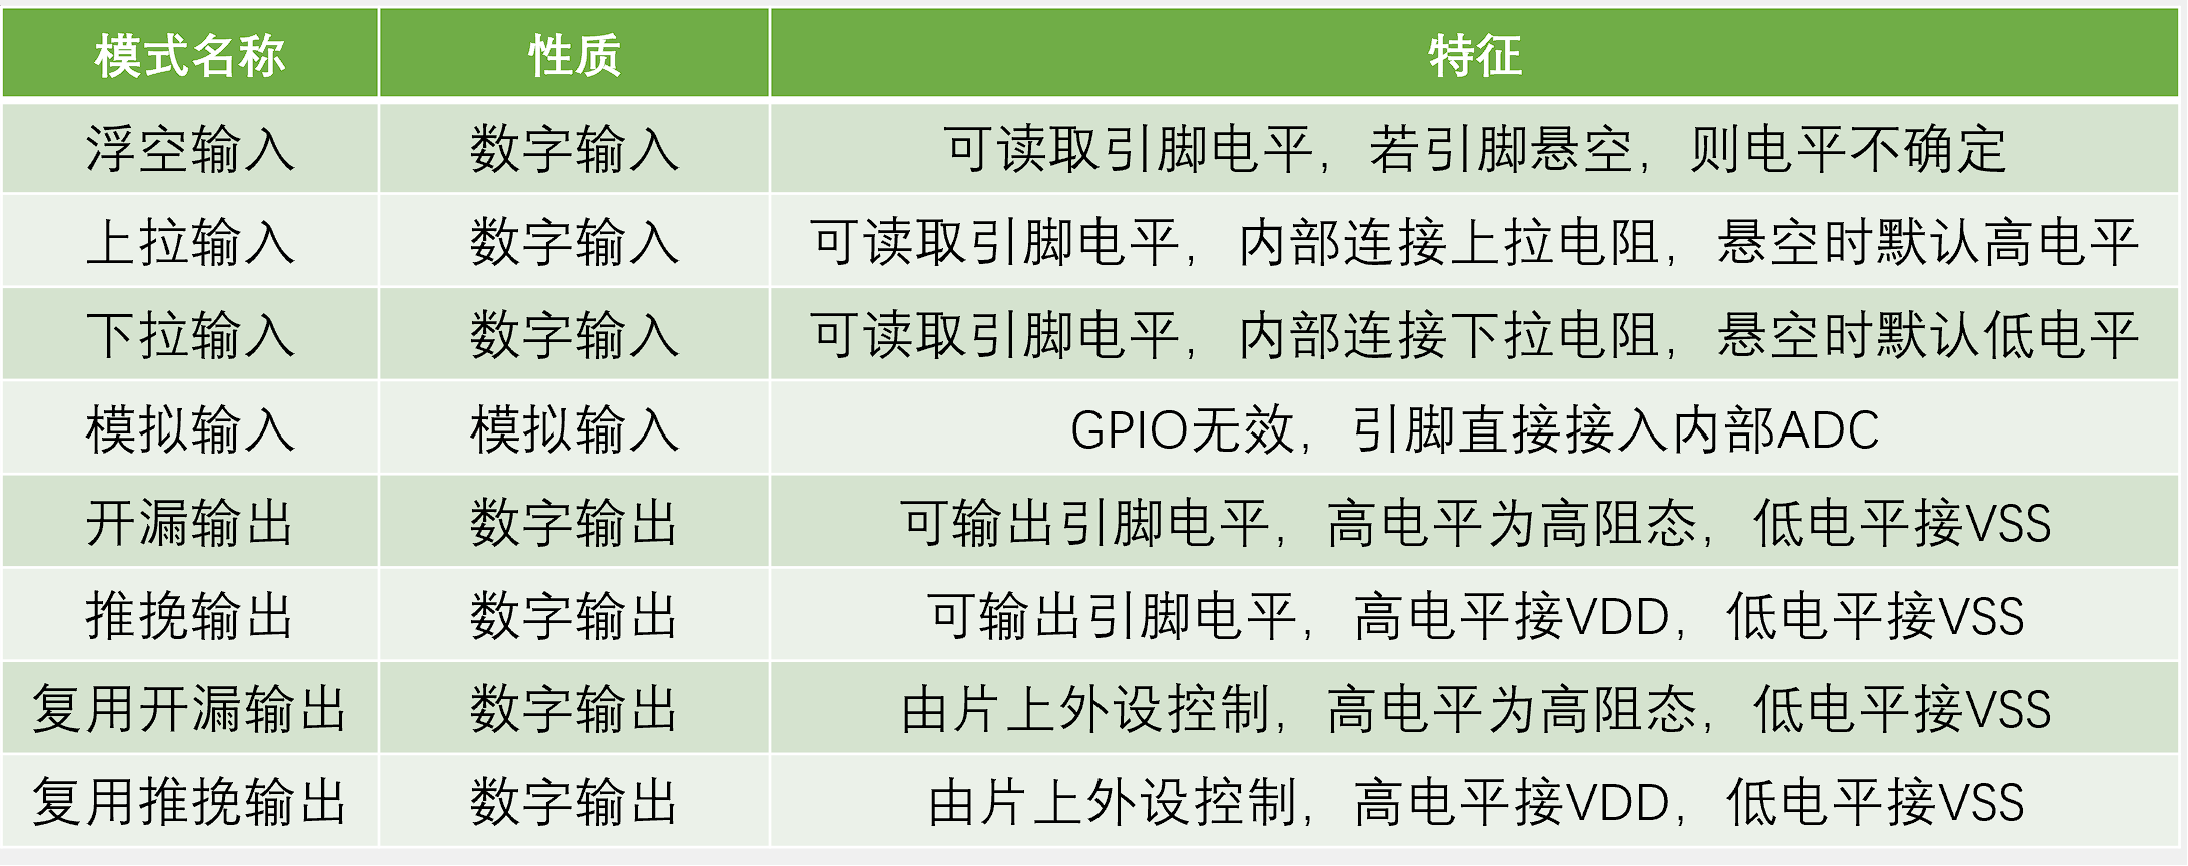 模式名称 性质 特征
浮空输入 数字输入 可读取引脚电平，若引脚悬空，则电平不确定
上拉输入 数字输入 可读取引脚电平，内部连接上拉电阻，悬空时默认高电平
下拉输入 数字输入 可读取引脚电平，内部连接下拉电阻，悬空时默认低电平
模拟输入 模拟输入 GPIO无效，引脚直接接入内部ADC
开漏输出 数字输出 可输出引脚电平，高电平为高阻态，低电平接VSS
推挽输出 数字输出 可输出引脚电平，高电平接VDD，低电平接VSS
复用开漏输出 数字输出 由片上外设控制，高电平为高阻态，低电平接VSS
复用推挽输出 数字输出 由片上外设控制，高电平接VDD，低电平接VSS